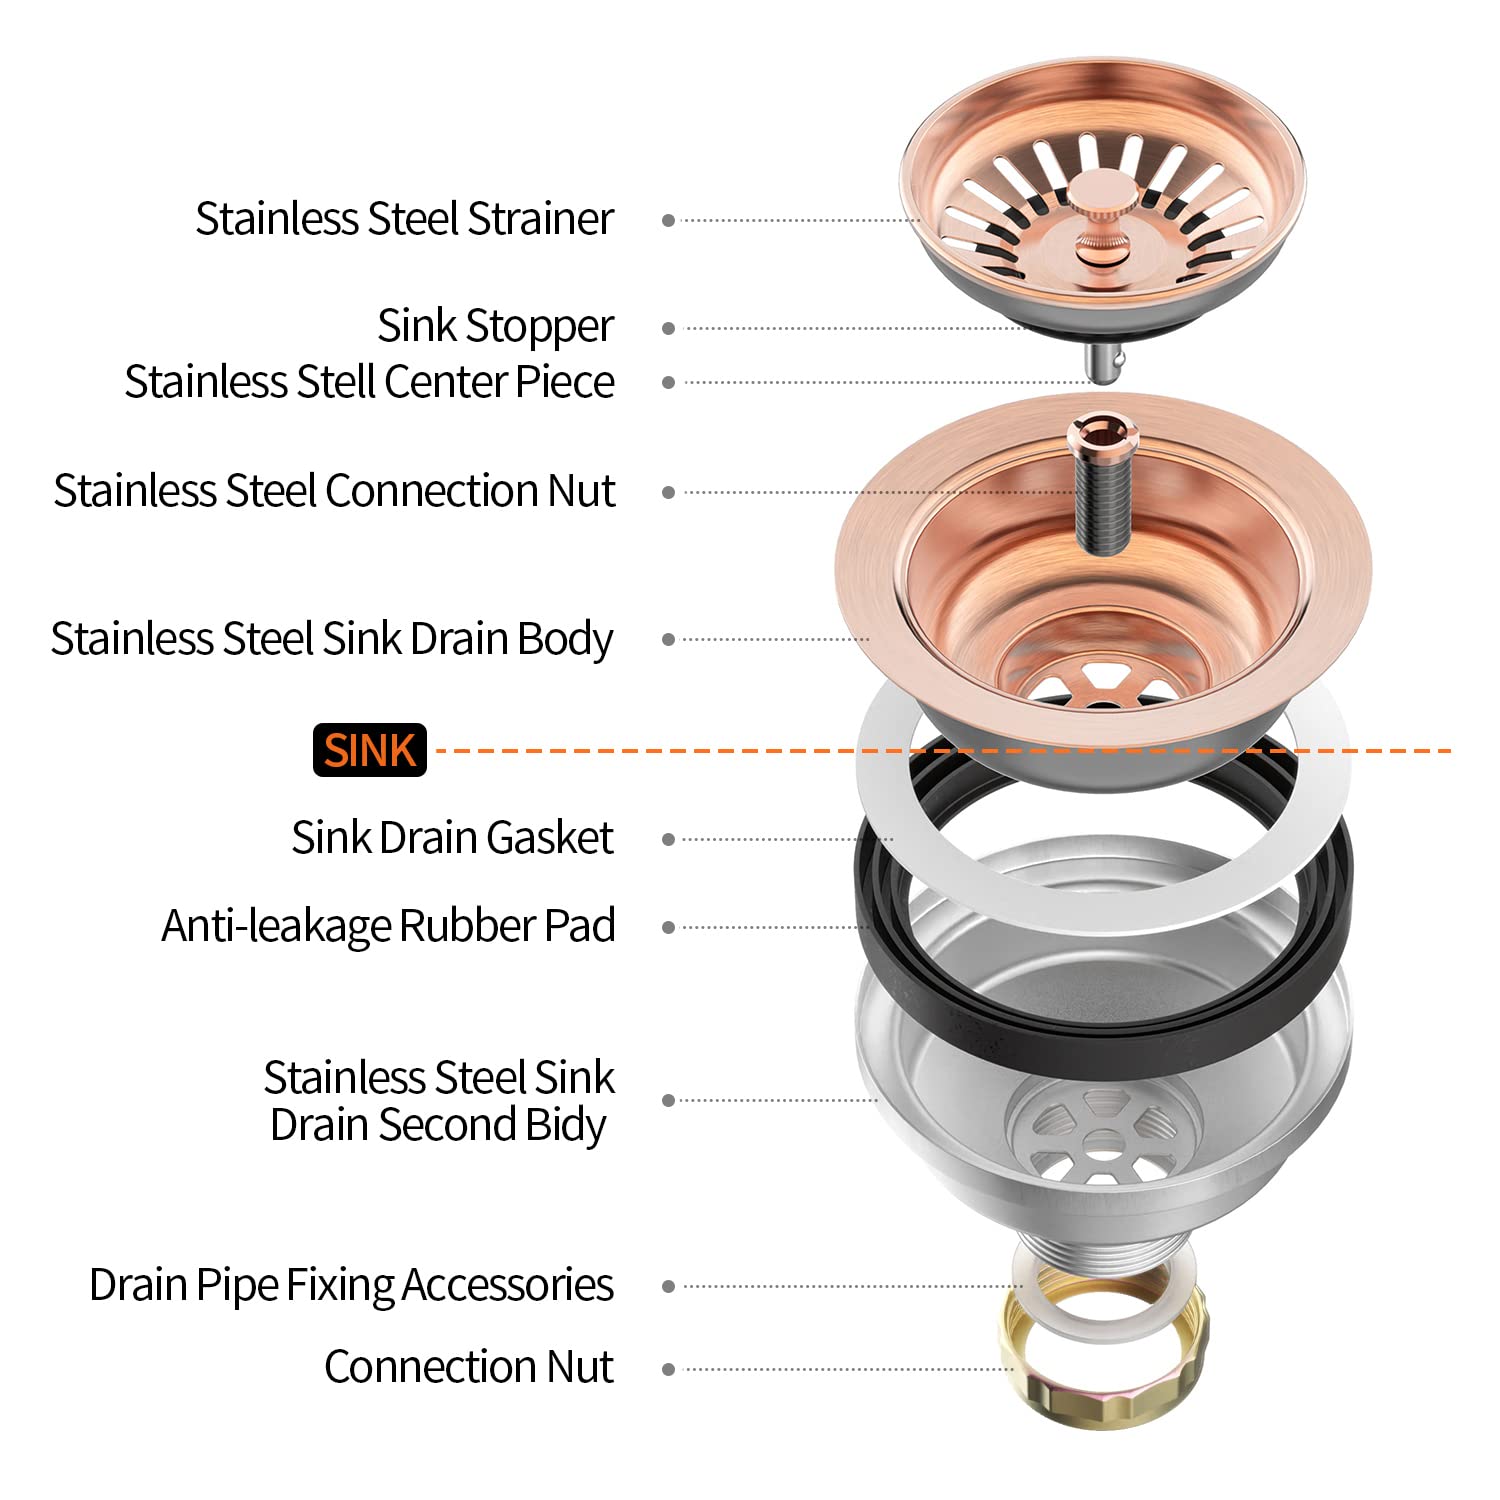 Stainless Steel Strainer
Sink Stopper
Stainless Stell Center Piece
Stainless Steel Connection Nut
Stainless Steel Sink Drain Body
SINK
Sink Drain Gasket
Anti-leakage Rubber Pad
Stainless Steel Sink
Drain Second Bidy
Drain Pipe Fixing Accessories
Connection Nut